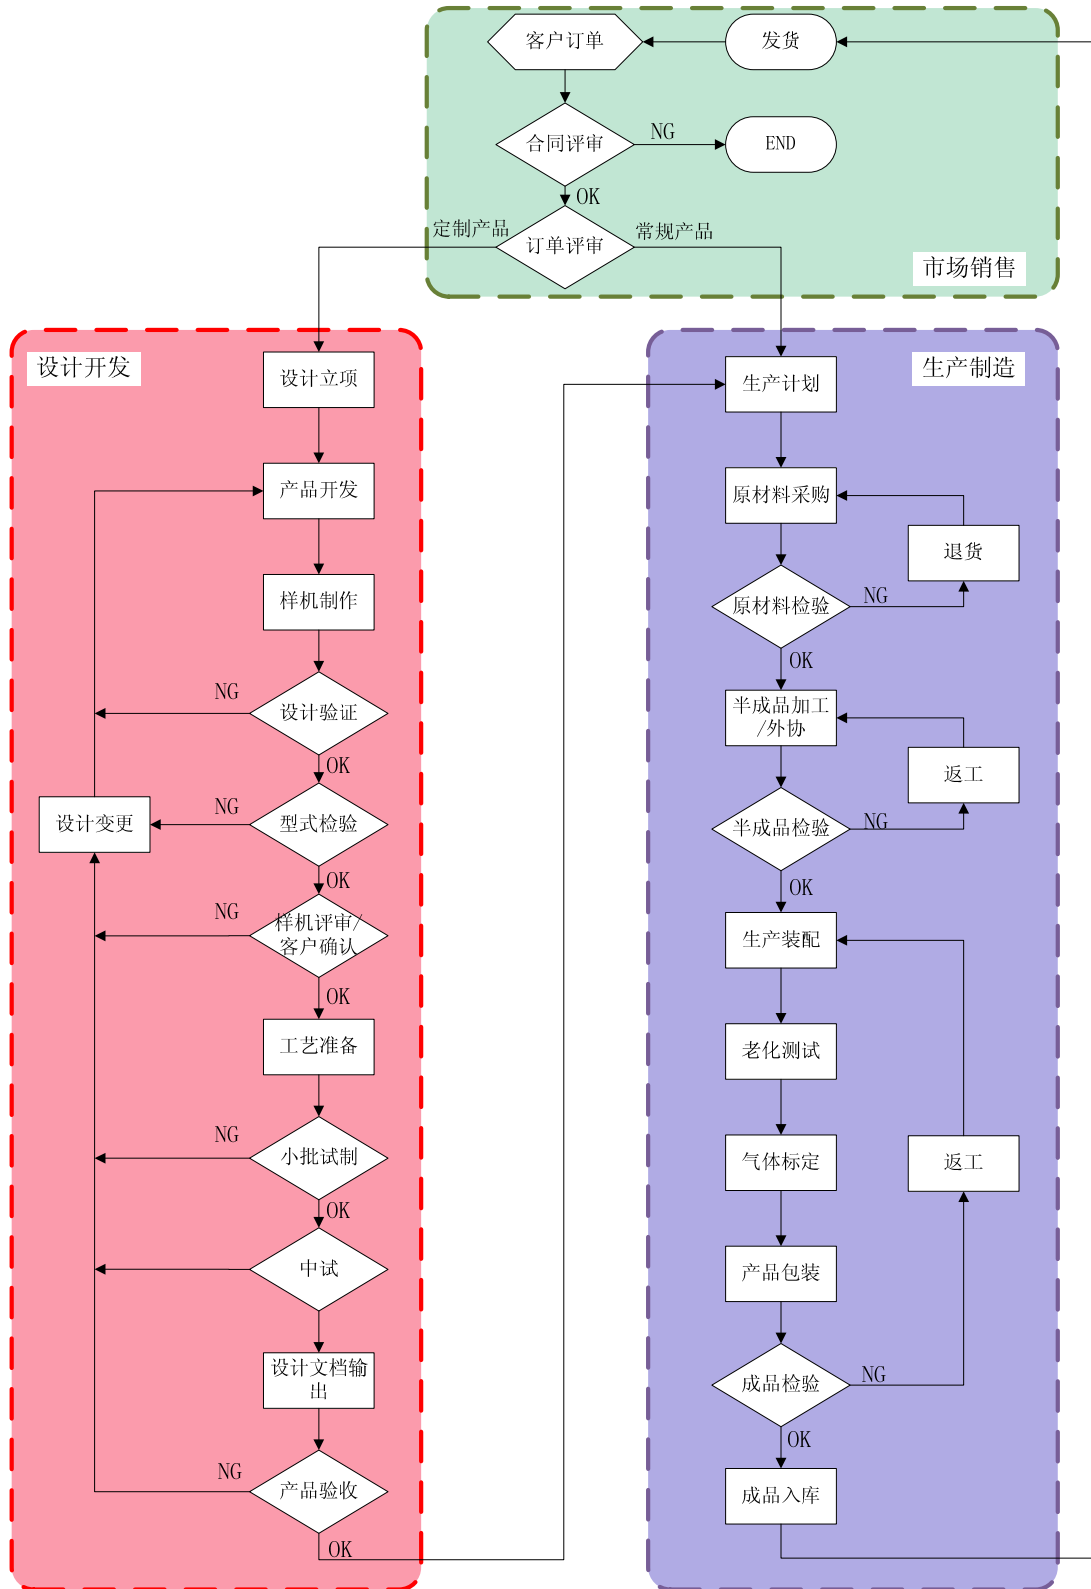 客户订单
发货
合同评审
NG
END
OK
定制产品
订单评审
常规产品
市场销售
设计开发
设计立项
产品开发
样机制作
NG
设计验证
OK
设计变更
NG
型式检验
OK
NG
样机评审/
客户确认
OK
工艺准备
NG
小批试制
OK
中试
设计文档输
出
NG
产品验收
OK
生产制造
生产计划
原材料采购
退货
原材料检验
NG
OK
半成品加工
/外协
返工
半成品检验
NG
OK
生产装配
老化测试
气体标定
返工
产品包装
成品检验
NG
OK
成品入库